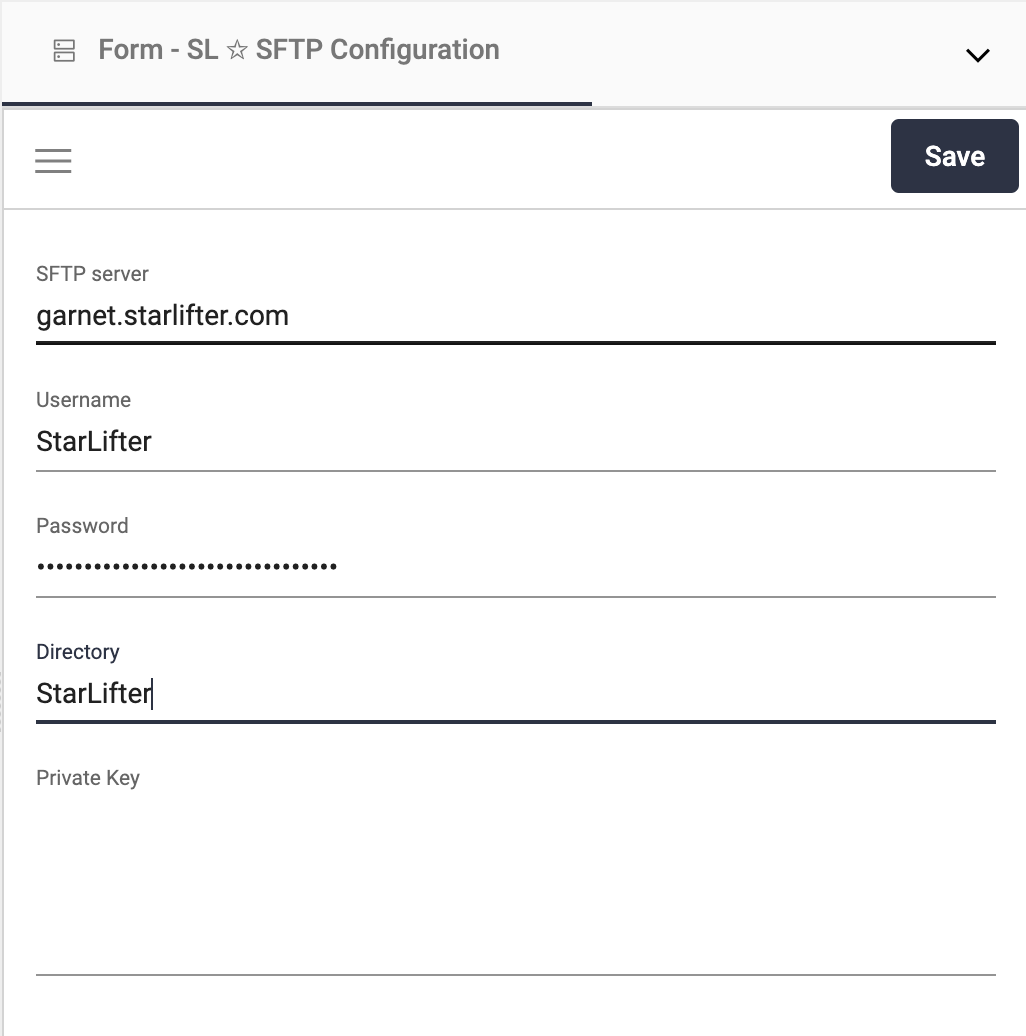 Form - SL ☆ SFTP Configuration
Save
SFTP server
garnet.starlifter.com
Username
StarLifter
Password
••••••••••••••••••••••••••••••••
Directory
StarLifter
Private Key